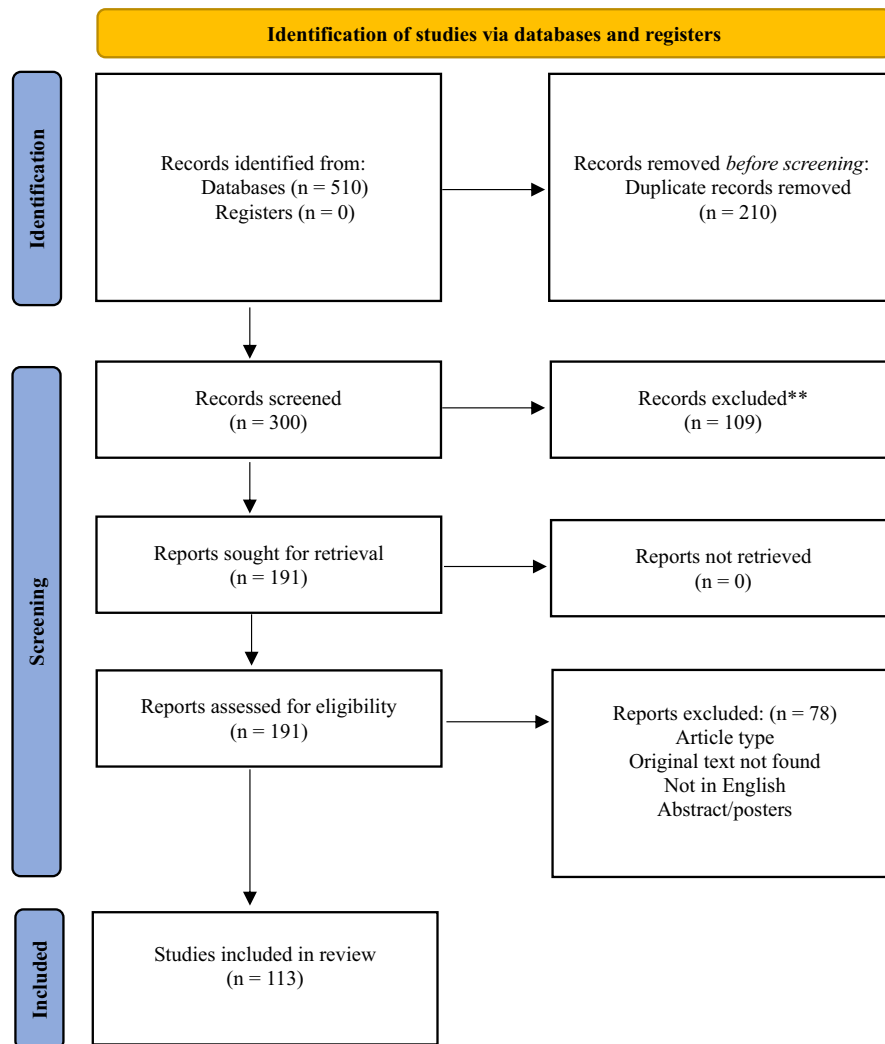 Identification of studies via databases and registers
Identification
Records identified from:
Databases (n = 510)
Registers (n = 0)
Records removed before screening:
Duplicate records removed
(n = 210)
Screening
Records screened
(n = 300)
Records excluded**
(n = 109)
Reports sought for retrieval
(n = 191)
Reports not retrieved
(n = 0)
Reports assessed for eligibility
(n = 191)
Reports excluded: (n = 78)
Article type
Original text not found
Not in English
Abstract/posters
Included
Studies included in review
(n = 113)